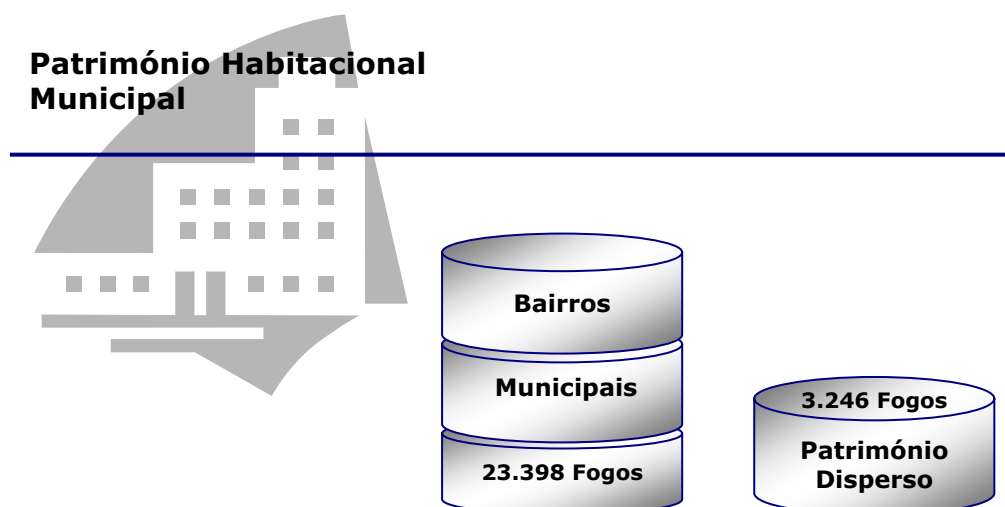 Património Habitacional
Municipal
Bairros
Municipais
23.398 Fogos
3.246 Fogos
Património
Disperso